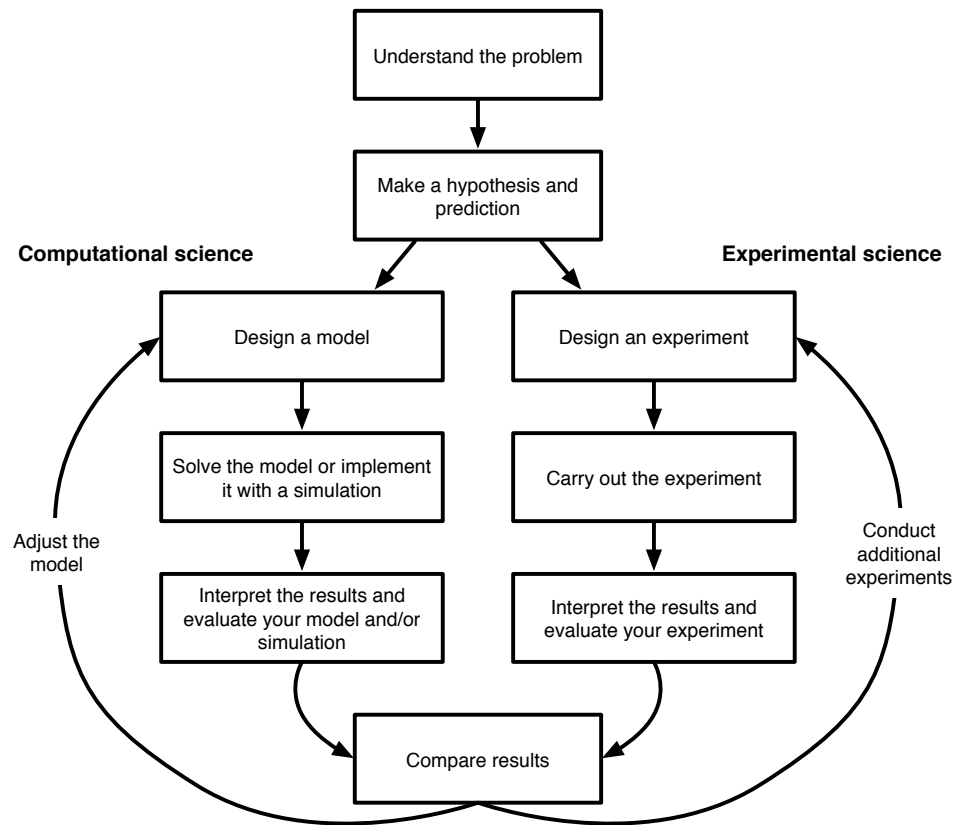 Understand the problem
Make a hypothesis and
prediction
Computational science
Experimental science
Design a model
Design an experiment
Solve the model or implement
it with a simulation
Carry out the experiment
Adjust the
model
Conduct
additional
experiments
Interpret the results and
evaluate your model and/or
simulation
Interpret the results and
evaluate your experiment
Compare results